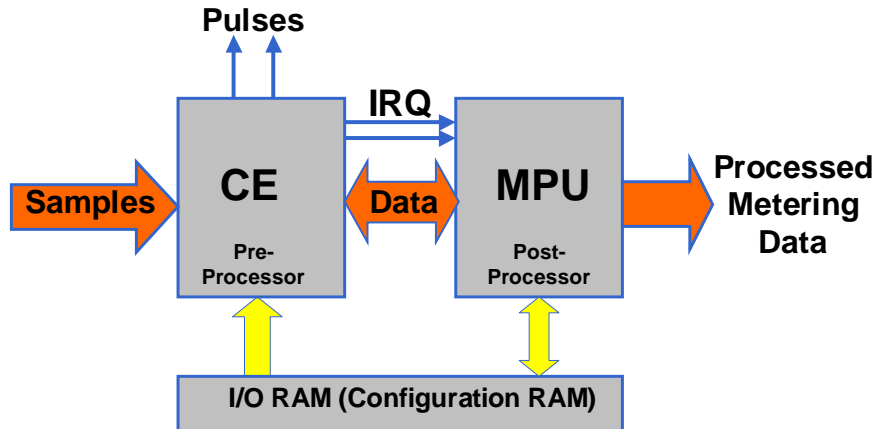 Pulses
IRQ
Samples
CE
Data
MPU
Processed
Metering
Data
Pre-
Processor
Post-
Processor
I/O RAM (Configuration RAM)